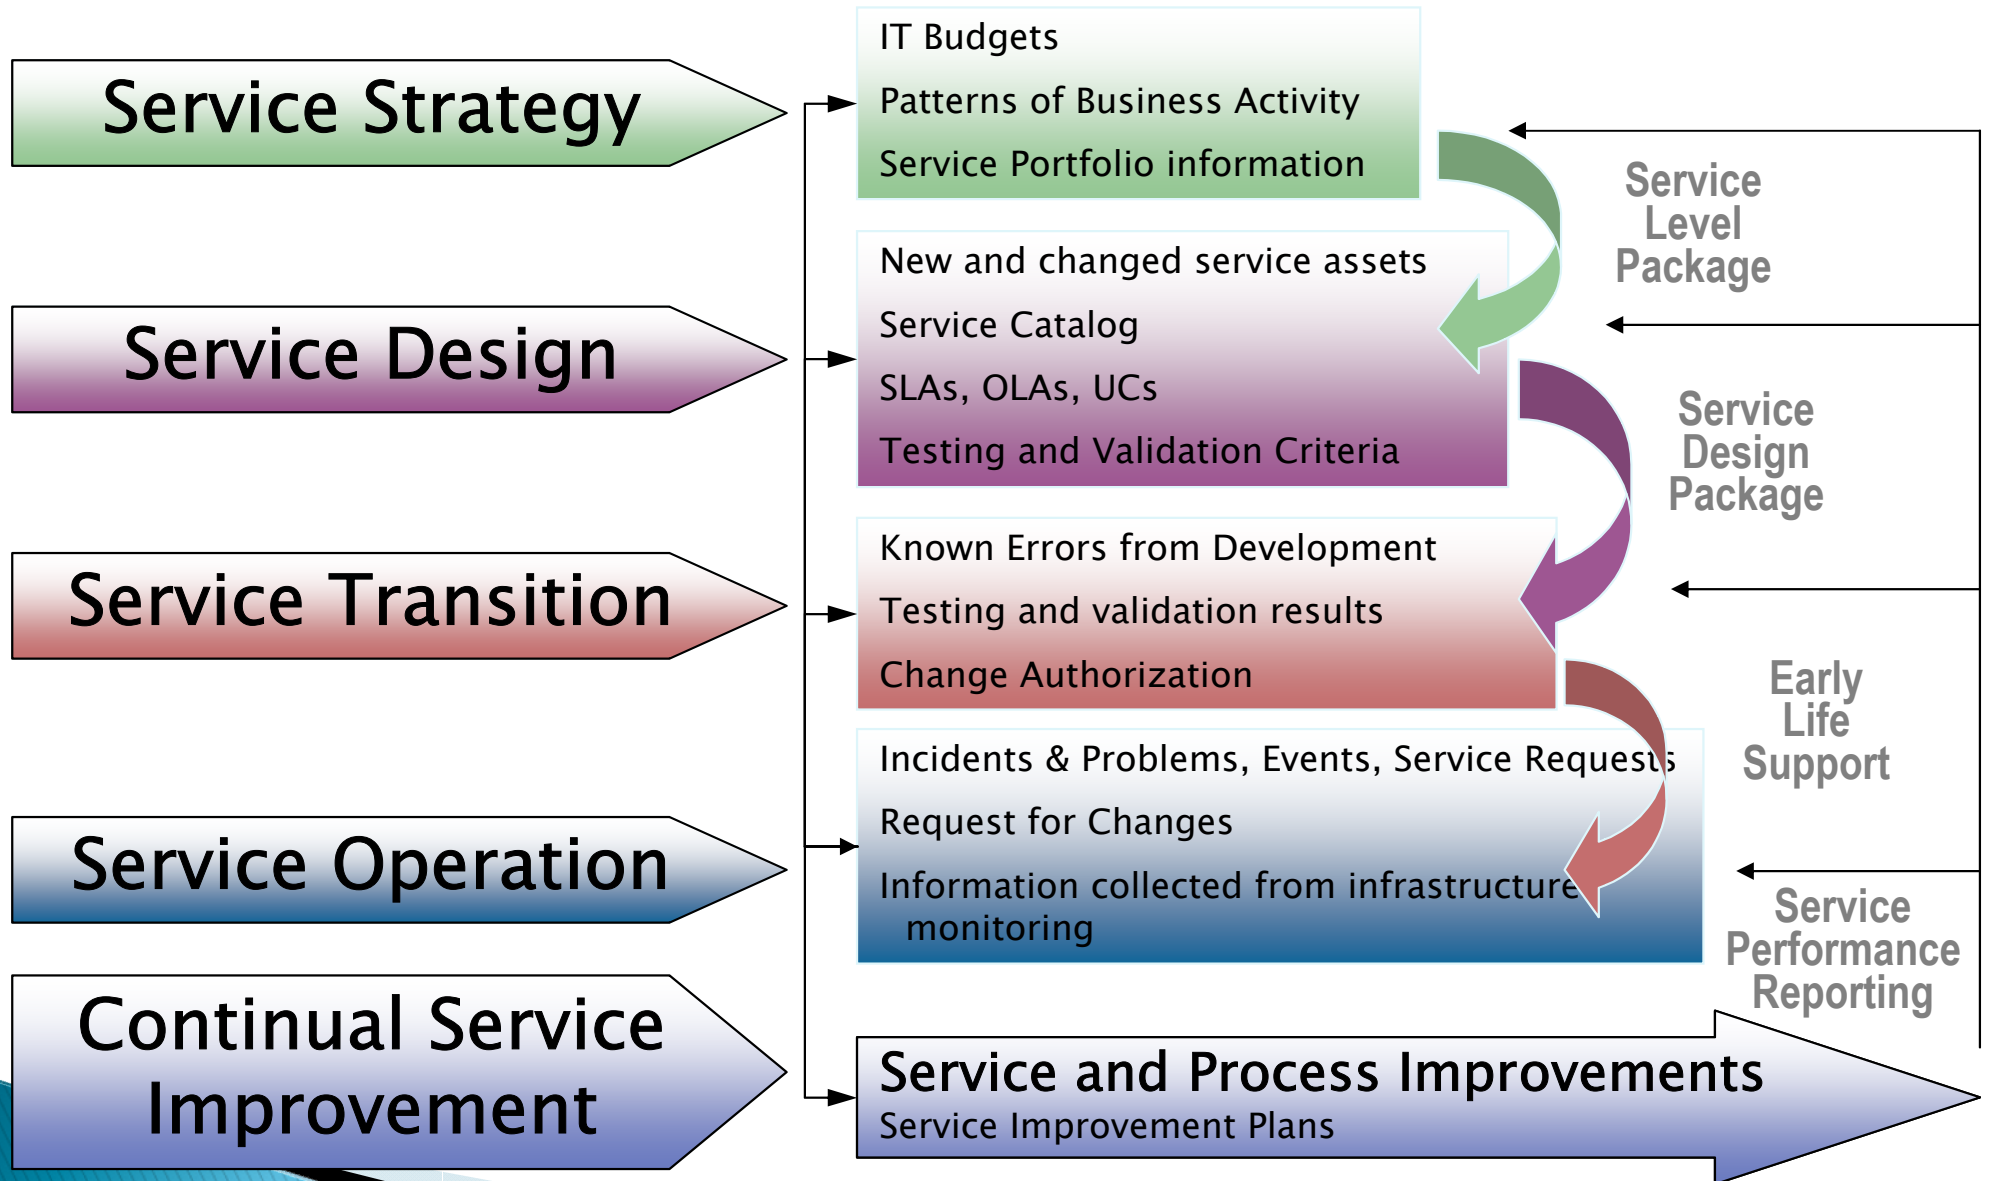 Service Strategy
IT Budgets
Patterns of Business Activity
Service Portfolio information
Service
Level
Package
Service Design
New and changed service assets
Service Catalog
SLAs, OLAs, UCs
Testing and Validation Criteria
Service
Design
Package
Service Transition
Known Errors from Development
Testing and validation results
Change Authorization
Early
Life
Support
Service Operation
Incidents & Problems, Events, Service Requests
Request for Changes
Information collected from infrastructure
monitoring
Service
Performance
Reporting
Continual Service
Improvement
Service and Process Improvements
Service Improvement Plans